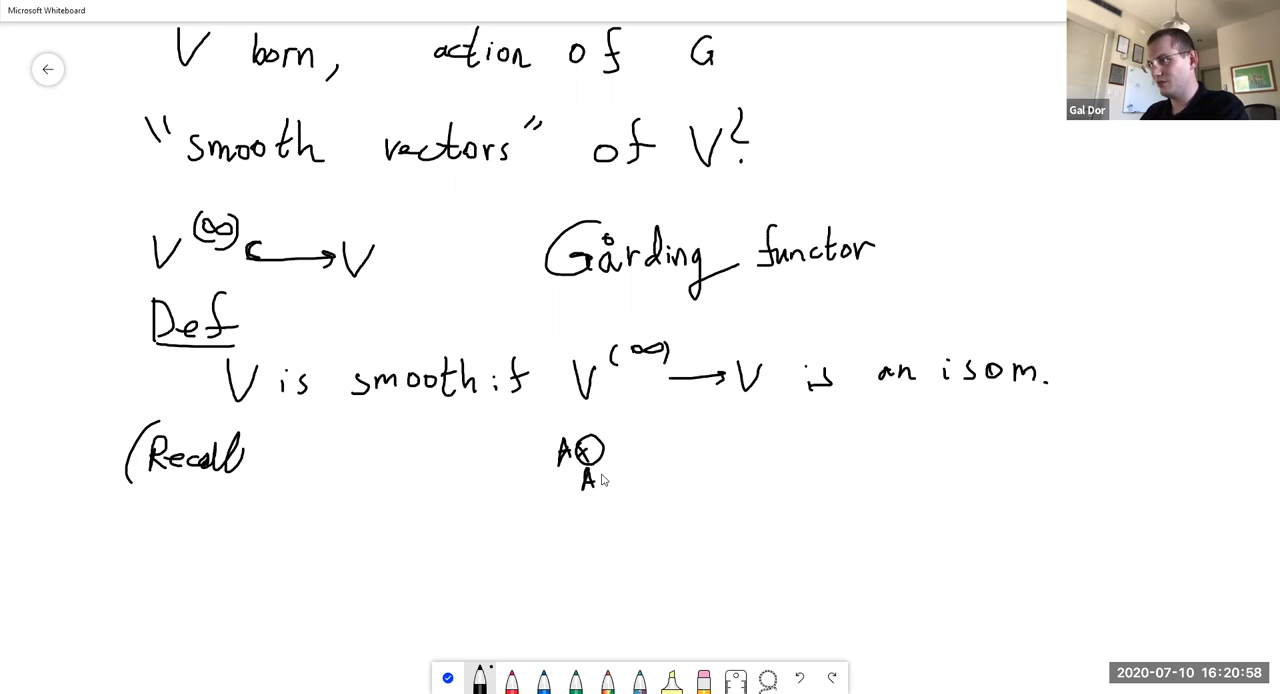 Microsoft Whiteboard
V born, action of G
"smooth vectors" of V?
V^(∞) ↪ V Gårding functor
Def
V is smooth if V^(∞) → V is an isom.
(Recall A ⊗
A
Gal Dor
2020-07-10 16:20:58